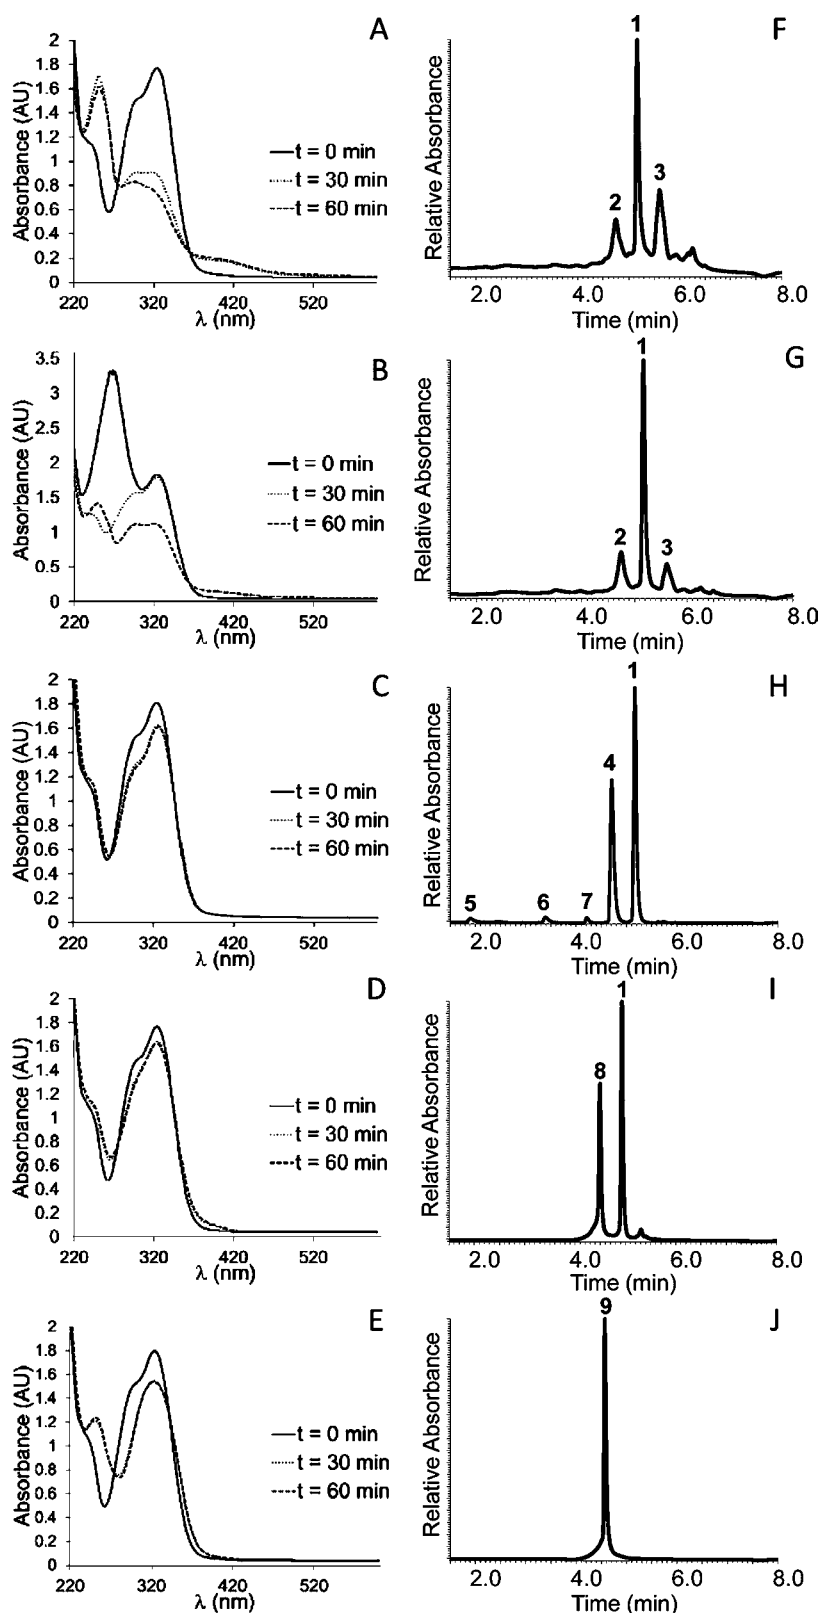 A
Absorbance (AU)
2
1.8
1.6
1.4
1.2
1
0.8
0.6
0.4
0.2
0
220 320 420 520
λ (nm)
t = 0 min
t = 30 min
t = 60 min
F
Relative Absorbance
1
2
3
2.0 4.0 6.0 8.0
Time (min)
B
Absorbance (AU)
3.5
3
2.5
2
1.5
1
0.5
0
220 320 420 520
λ (nm)
t = 0 min
t = 30 min
t = 60 min
G
Relative Absorbance
1
2
3
2.0 4.0 6.0 8.0
Time (min)
C
Absorbance (AU)
2
1.8
1.6
1.4
1.2
1
0.8
0.6
0.4
0.2
0
220 320 420 520
λ (nm)
t = 0 min
t = 30 min
t = 60 min
H
Relative Absorbance
1
4
5
6
7
2.0 4.0 6.0 8.0
Time (min)
D
Absorbance (AU)
2
1.8
1.6
1.4
1.2
1
0.8
0.6
0.4
0.2
0
220 320 420 520
λ (nm)
t = 0 min
t = 30 min
t = 60 min
I
Relative Absorbance
1
8
2.0 4.0 6.0 8.0
Time (min)
E
Absorbance (AU)
2
1.8
1.6
1.4
1.2
1
0.8
0.6
0.4
0.2
0
220 320 420 520
λ (nm)
t = 0 min
t = 30 min
t = 60 min
J
Relative Absorbance
9
2.0 4.0 6.0 8.0
Time (min)